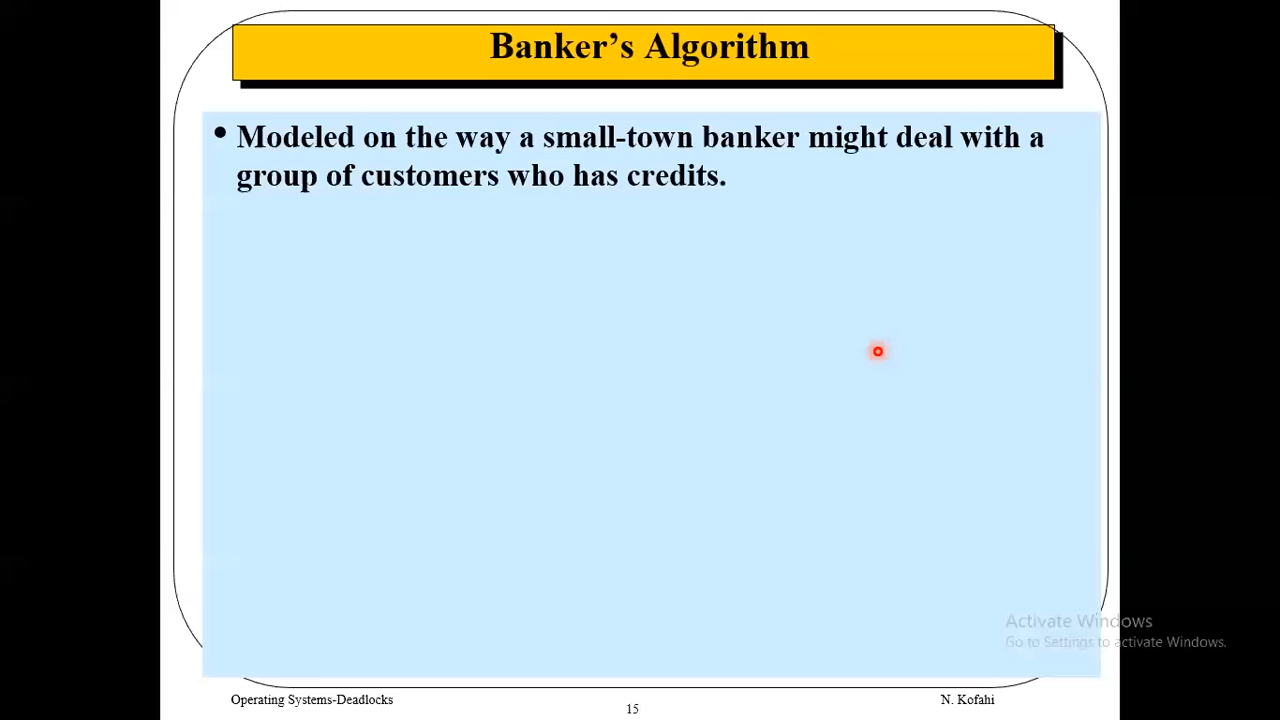 Banker’s Algorithm
• Modeled on the way a small-town banker might deal with a
group of customers who has credits.
Activate Windows
Go to Settings to activate Windows.
Operating Systems-Deadlocks
15
N. Kofahi